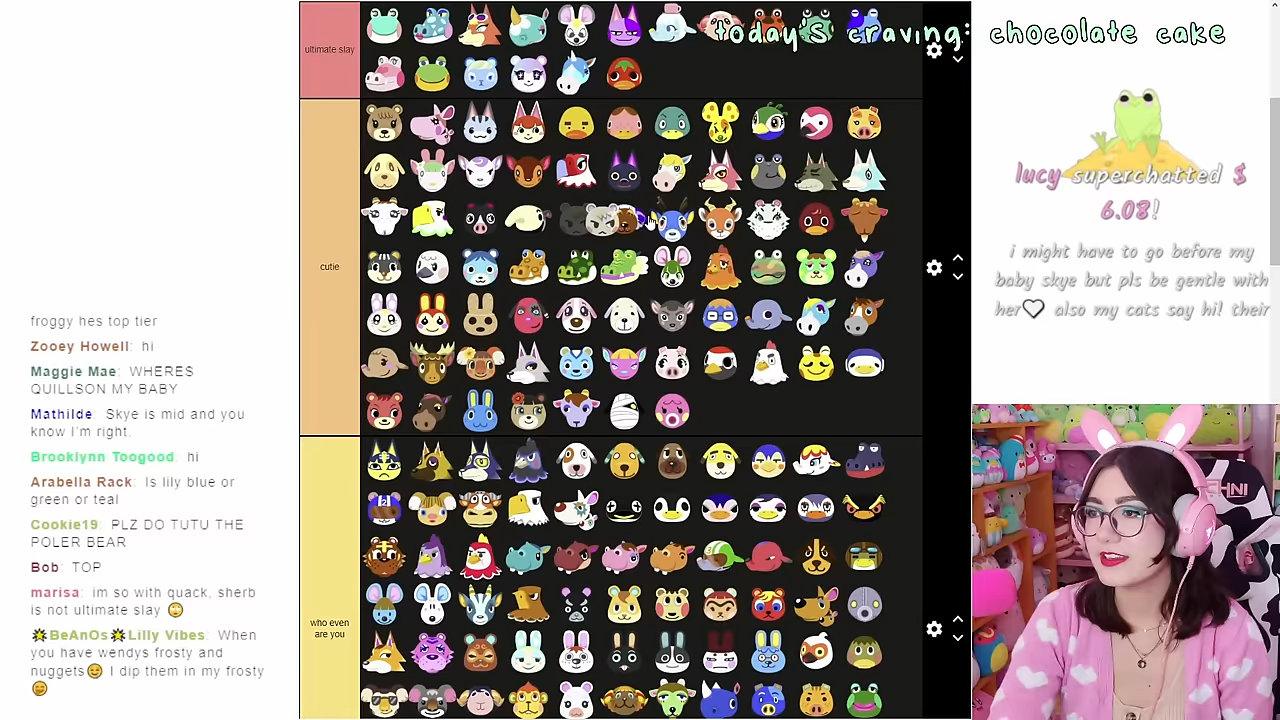 today's craving: chocolate cake
ultimate slay
cutie
who even
are you
froggy hes top tier
Zooey Howell: hi
Maggie Mae: WHERES
QUILLSON MY BABY
Mathilde: Skye is mid and you
know I'm right.
Brooklynn Toogood: hi
Arabella Rack: Is lily blue or
green or teal
Cookie19: PLZ DO TUTU THE
POLER BEAR
Bob: TOP
marisa: im so with quack, sherb
is not ultimate slay 🙄
💥BeAnOs💥Lilly Vibes: When
you have wendys frosty and
nuggets😊 I dip them in my frosty
😊
lucy superchatted $
6.08!
i might have to go before my
baby skye but pls be gentle with
her🤍 also my cats say hi! their